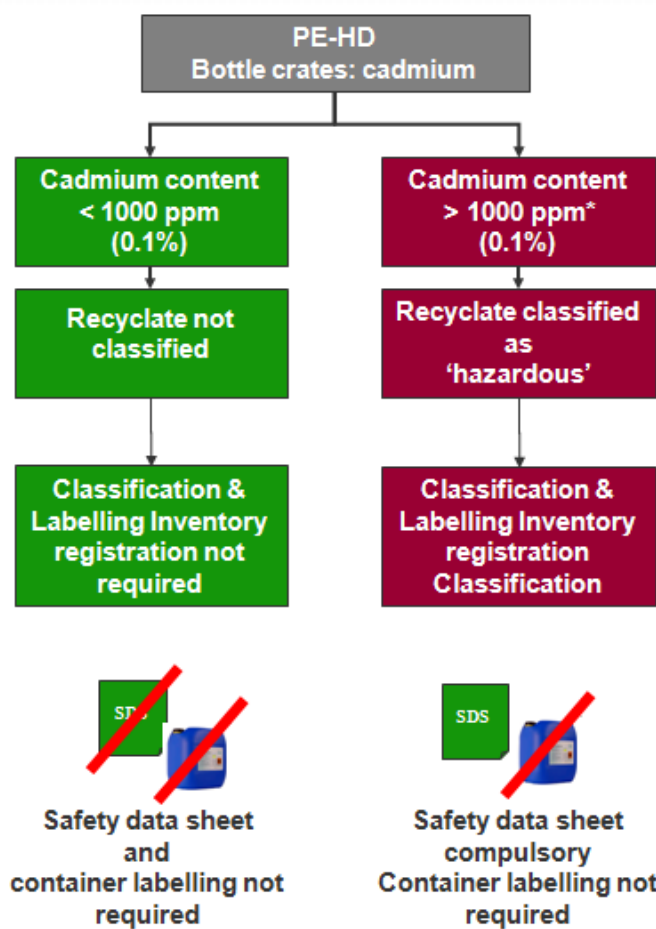 PE-HD
Bottle crates: cadmium
Cadmium content
< 1000 ppm
(0.1%)
Cadmium content
> 1000 ppm*
(0.1%)
Recyclate not
classified
Recyclate classified
as
‘hazardous’
Classification &
Labelling Inventory
registration not
required
Classification &
Labelling Inventory
registration
Classification
SDS
SDS
Safety data sheet
and
container labelling not
required
Safety data sheet
compulsory
Container labelling not
required